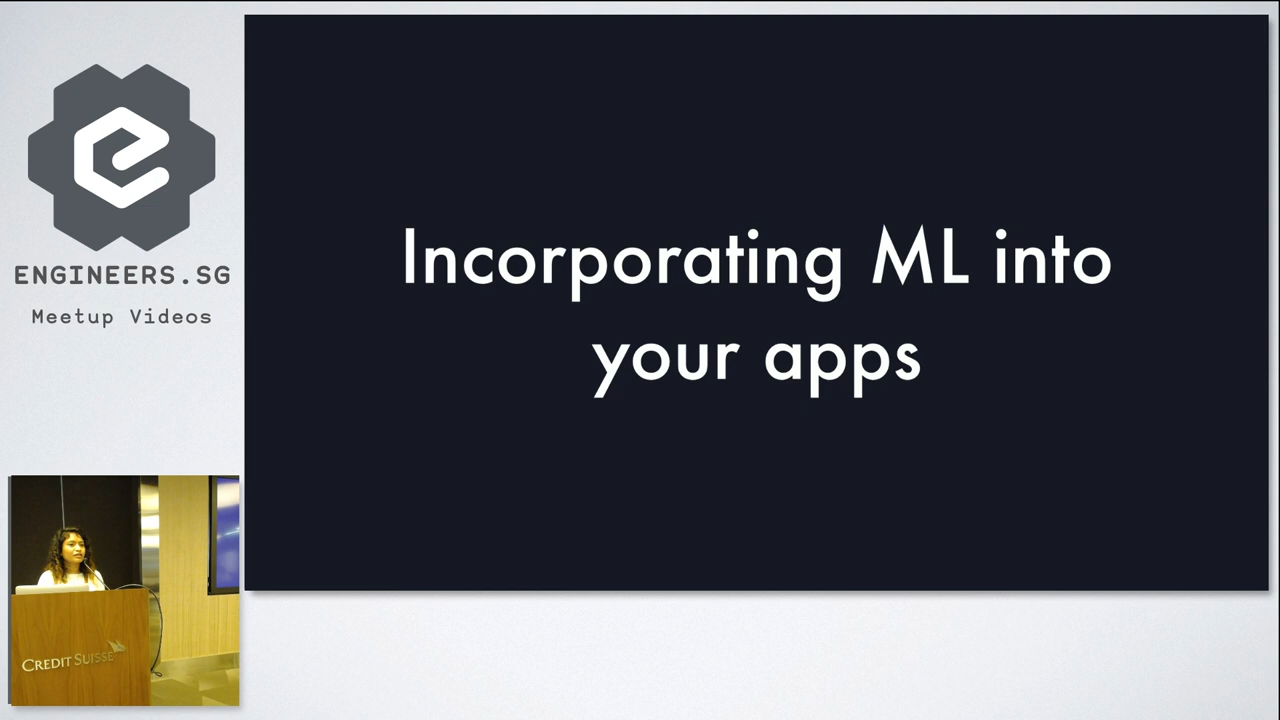 ENGINEERS.SG
Meetup Videos
Incorporating ML into
your apps
CREDIT SUISSE